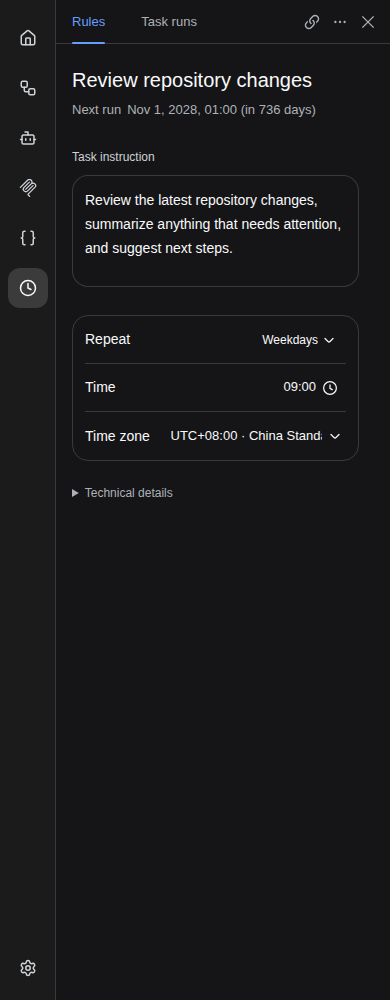 Rules
Task runs
Review repository changes
Next run Nov 1, 2028, 01:00 (in 736 days)
Task instruction
Review the latest repository changes,
summarize anything that needs attention,
and suggest next steps.
Repeat Weekdays
Time 09:00
Time zone UTC+08:00 · China Standa
Technical details